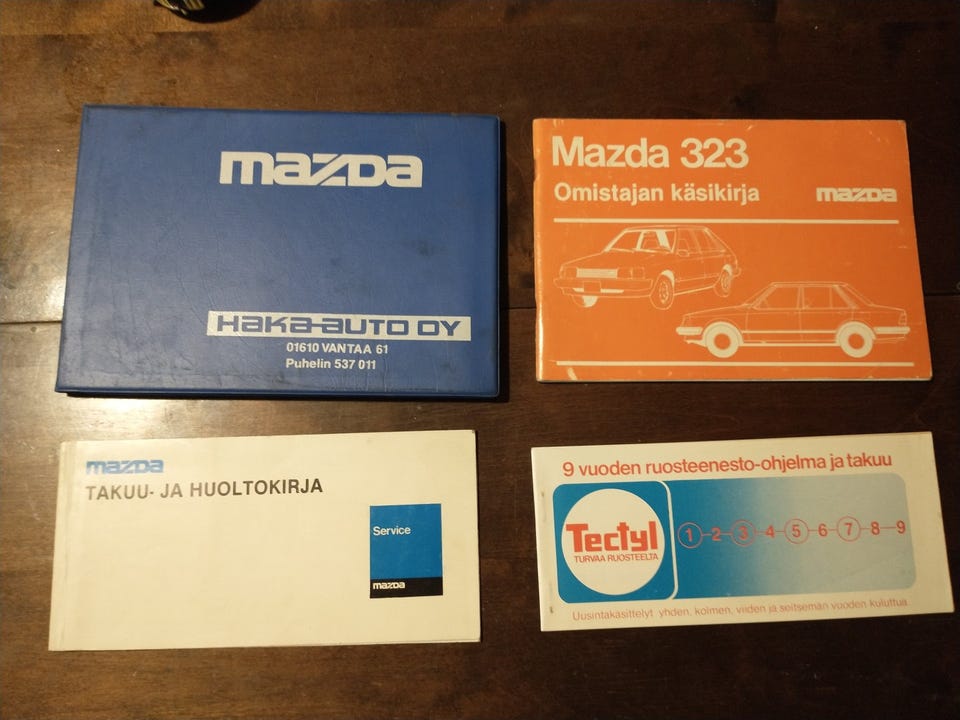 mazda
HAKA-AUTO OY
01610 VANTAA 61
Puhelin 537 011
Mazda 323
Omistajan käsikirja
mazda
mazda
TAKUU- JA HUOLTOKIRJA
Service
mazda
9 vuoden ruosteenesto-ohjelma ja takuu
Tectyl
TURVAA RUOSTEELTA
1-2-3-4-5-6-7-8-9
Uusintakäsittelyt yhden, kolmen, viiden ja seitsemän vuoden kuluttua